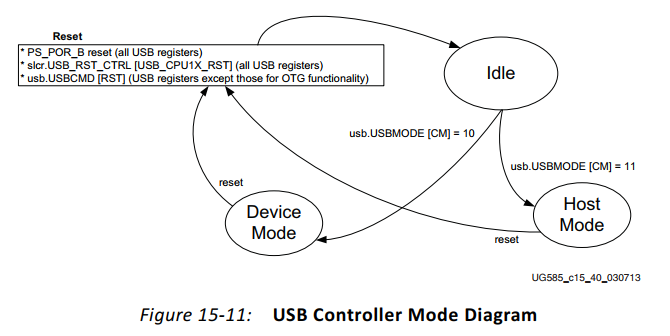 Reset
* PS_POR_B reset (all USB registers)
* slcr.USB_RST_CTRL [USB_CPU1X_RST] (all USB registers)
* usb.USBCMD [RST] (USB registers except those for OTG functionality)
Idle
usb.USBMODE [CM] = 10
usb.USBMODE [CM] = 11
reset
Device
Mode
Host
Mode
reset
UG585_c15_40_030713
Figure 15-11: USB Controller Mode Diagram